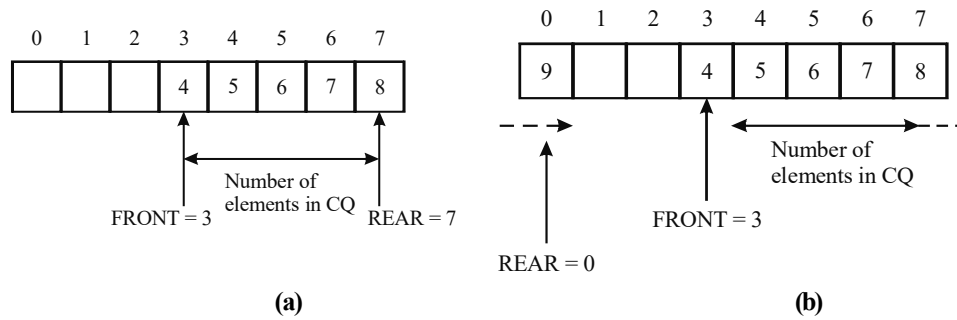 0 1 2 3 4 5 6 7
4 5 6 7 8
Number of
elements in CQ
FRONT = 3
REAR = 7
(a)
0 1 2 3 4 5 6 7
9 4 5 6 7 8
Number of
elements in CQ
FRONT = 3
REAR = 0
(b)